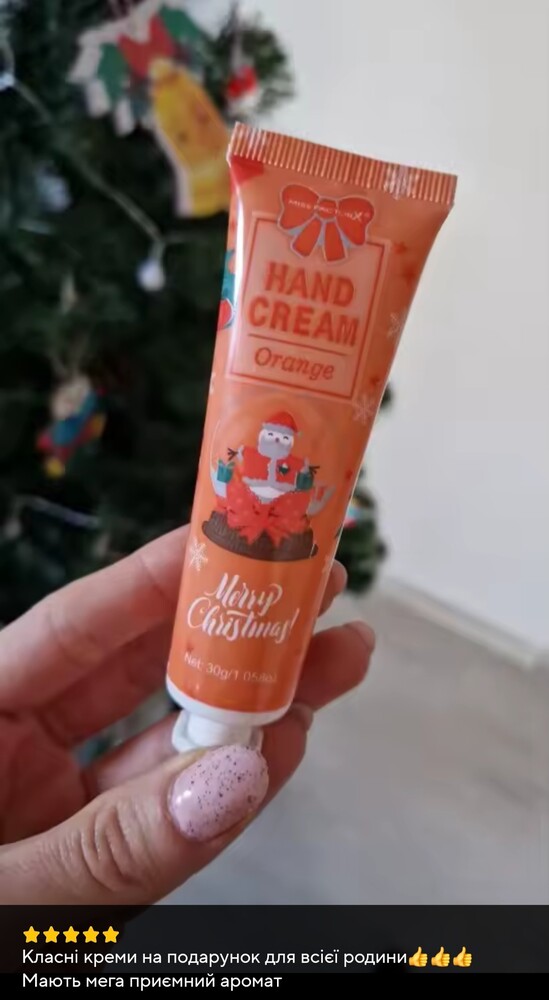 HAND
CREAM
Orange
Merry
Christmas!
Net: 30g/1.058oz
Класні креми на подарунок для всієї родини👍👍👍
Мають мега приємний аромат